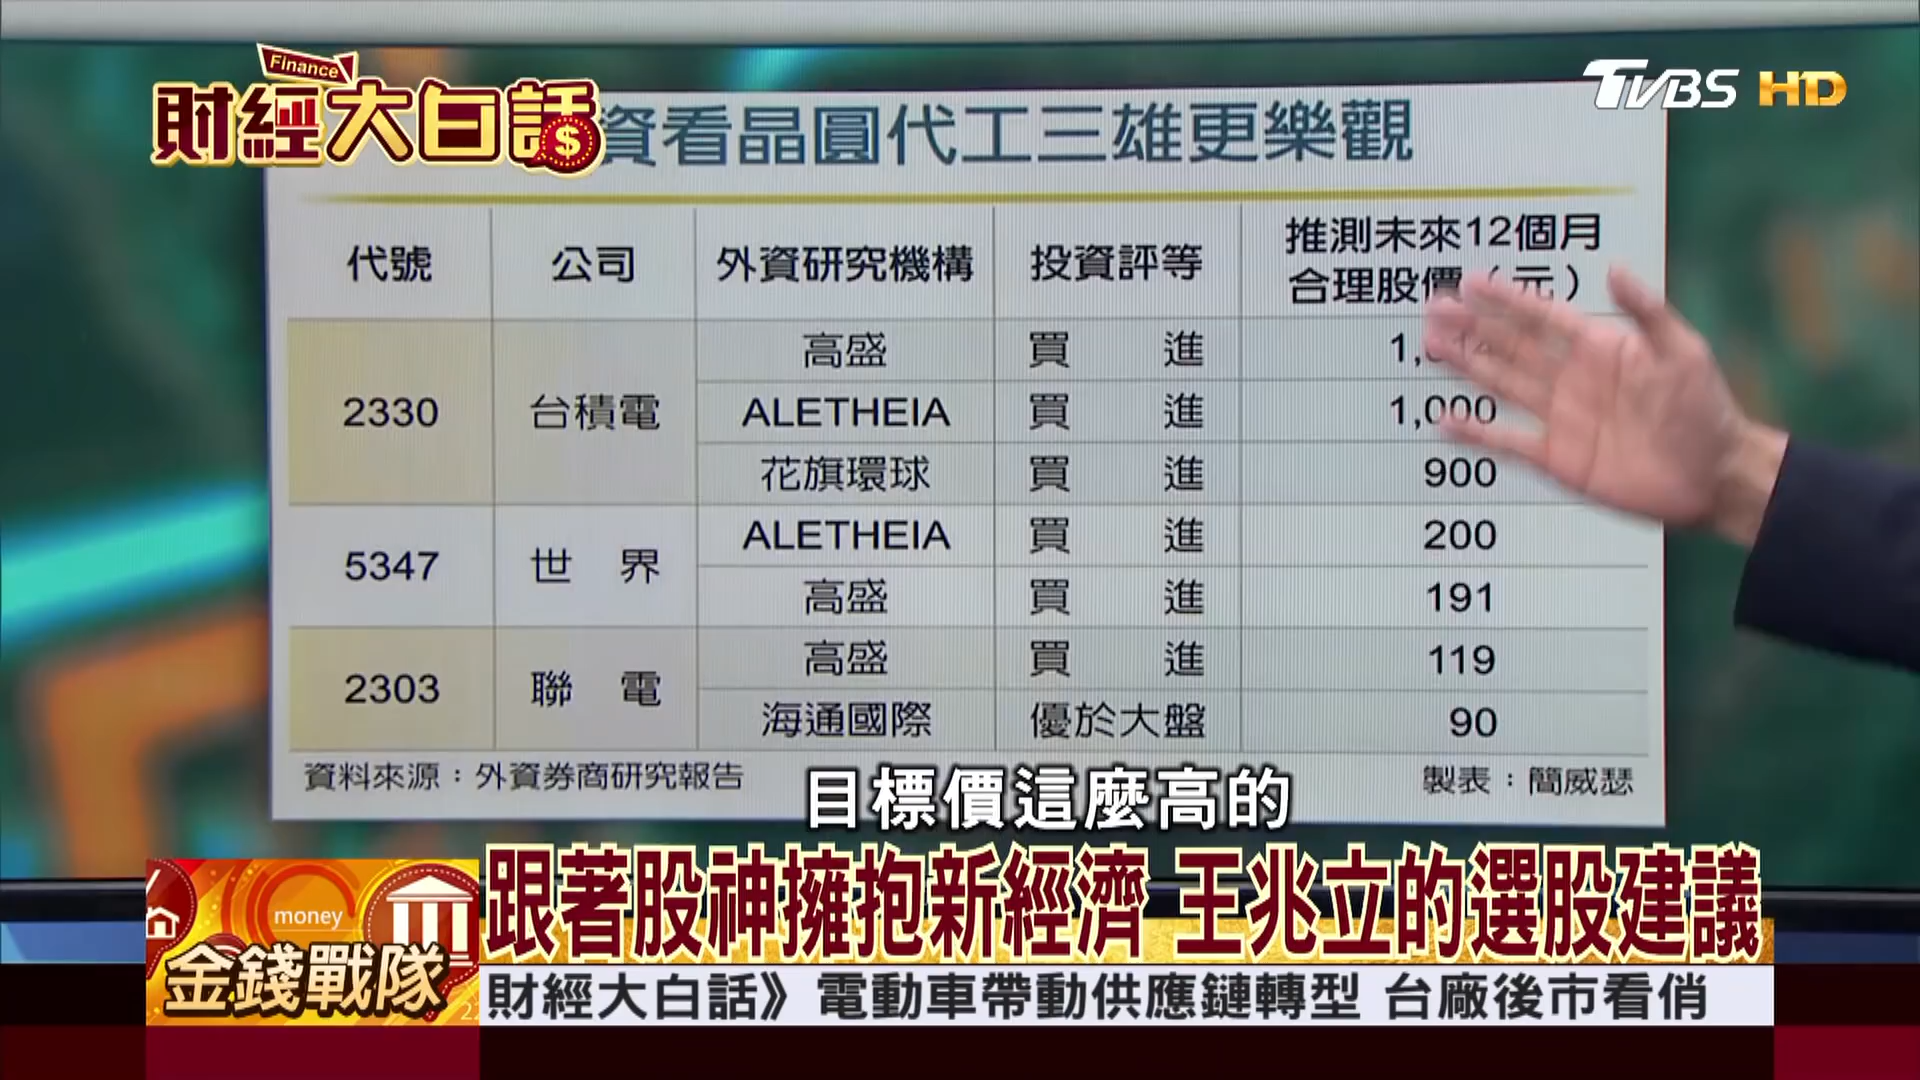 Finance
財經大白話
TVBS HD
資看晶圓代工三雄更樂觀
代號 公司 外資研究機構 投資評等 推測未來12個月
合理股價（元）
2330 台積電 高盛 買進
ALETHEIA 買進 1,000
花旗環球 買進 900
5347 世界 ALETHEIA 買進 200
高盛 買進 191
2303 聯電 高盛 買進 119
海通國際 優於大盤 90
資料來源：外資券商研究報告 製表：簡威瑟
目標價這麼高的
money
金錢戰隊
跟著股神擁抱新經濟 王兆立的選股建議
財經大白話》電動車帶動供應鏈轉型 台廠後市看俏